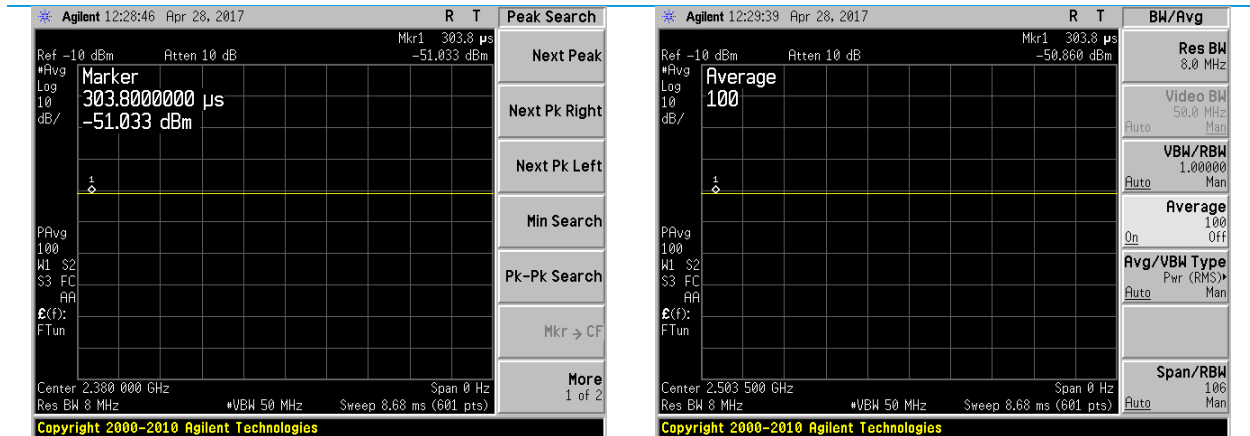 Agilent 12:28:46 Apr 28, 2017 R T
Mkr1 303.8 µs
Ref -10 dBm Atten 10 dB -51.033 dBm
#Avg
Log
10
dB/
Marker
303.8000000 µs
-51.033 dBm
1
PAvg
100
W1 S2
S3 FC
AA
£(f):
FTun
Center 2.380 000 GHz Span 0 Hz
Res BW 8 MHz #VBW 50 MHz Sweep 8.68 ms (601 pts)
Copyright 2000-2010 Agilent Technologies
Peak Search
Next Peak
Next Pk Right
Next Pk Left
Min Search
Pk-Pk Search
Mkr → CF
More
1 of 2
Agilent 12:29:39 Apr 28, 2017 R T
Mkr1 303.8 µs
Ref -10 dBm Atten 10 dB -50.860 dBm
#Avg
Log
10
dB/
Average
100
1
PAvg
100
W1 S2
S3 FC
AA
£(f):
FTun
Center 2.503 500 GHz Span 0 Hz
Res BW 8 MHz #VBW 50 MHz Sweep 8.68 ms (601 pts)
Copyright 2000-2010 Agilent Technologies
BW/Avg
Res BW
8.0 MHz
Video BW
50.0 MHz
Auto Man
VBW/RBW
1.00000
Auto Man
Average
100
On Off
Avg/VBW Type
Pwr (RMS)▸
Auto Man
Span/RBW
106
Auto Man